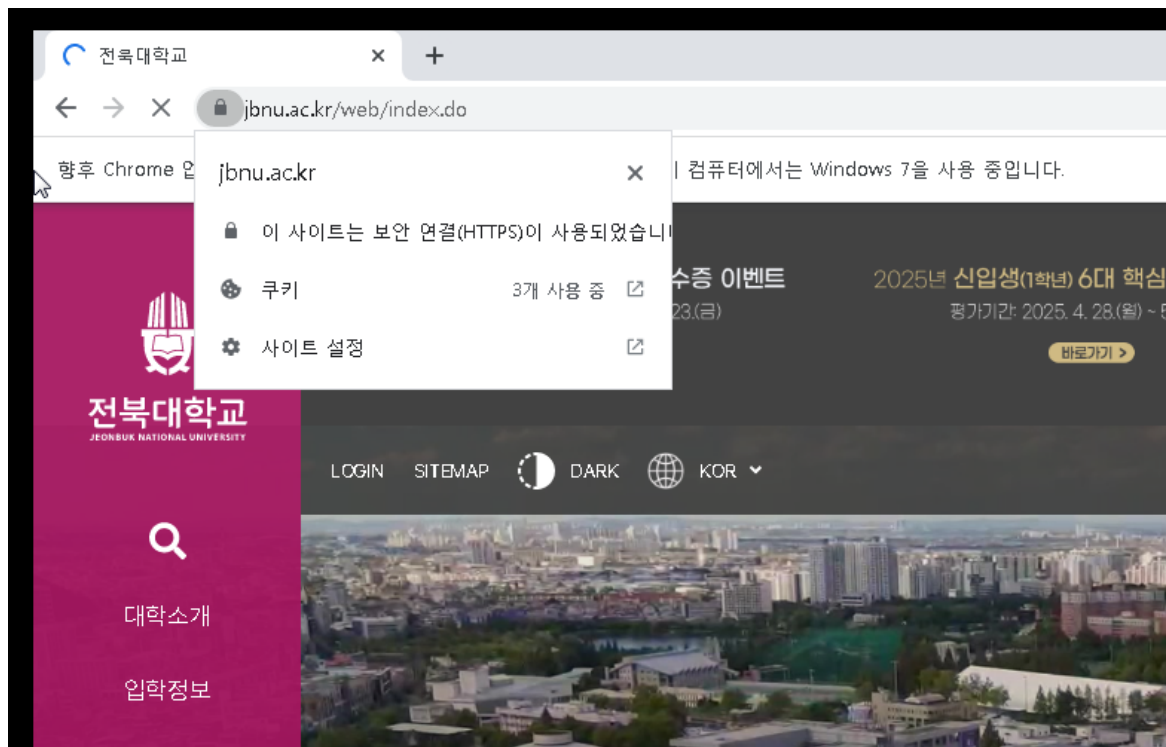 전북대학교
jbnu.ac.kr/web/index.do
향후 Chrome 업
컴퓨터에서는 Windows 7을 사용 중입니다.
jbnu.ac.kr
이 사이트는 보안 연결(HTTPS)이 사용되었습니
쿠키
3개 사용 중
사이트 설정
수증 이벤트
23.(금)
2025년 신입생(1학년) 6대 핵심
평가기간: 2025. 4. 28.(월) ~
바로가기 >
전북대학교
JEONBUK NATIONAL UNIVERSITY
LOGIN SITEMAP DARK KOR
대학소개
입학정보